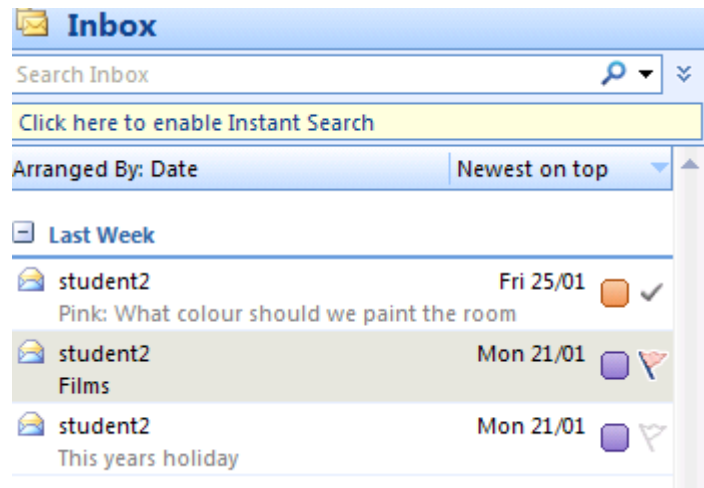 Inbox
Search Inbox
Click here to enable Instant Search
Arranged By: Date Newest on top
Last Week
student2 Fri 25/01
Pink: What colour should we paint the room
student2 Mon 21/01
Films
student2 Mon 21/01
This years holiday